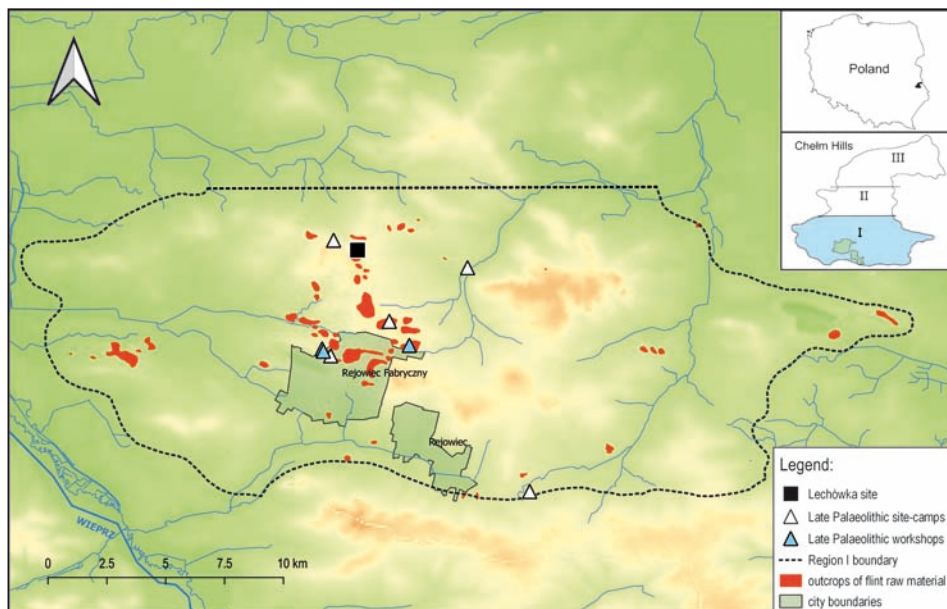 Poland
Chełm Hills
III
II
I
Rejowiec Fabryczny
Rejowiec
WIEPRZ
0 2.5 5 7.5 10 km
Legend:
Lechówka site
Late Palaeolithic site-camps
Late Palaeolithic workshops
Region I boundary
outcrops of flint raw material
city boundaries